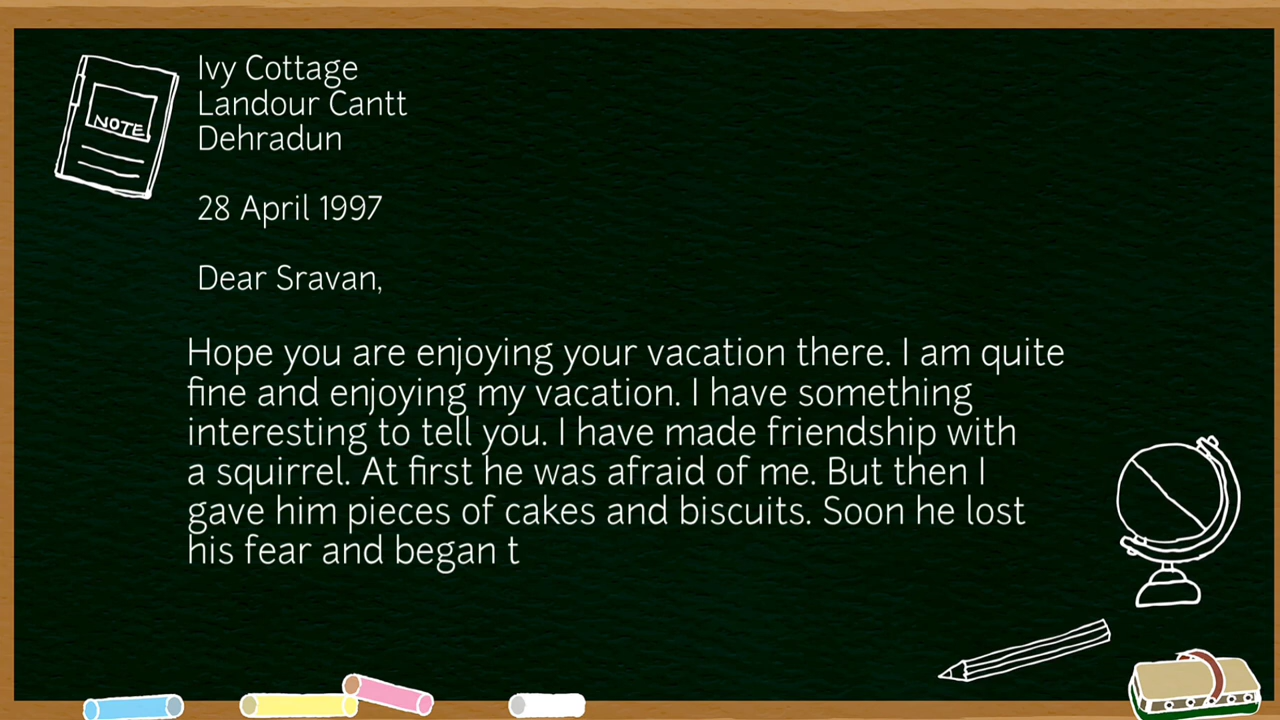 NOTE
Ivy Cottage
Landour Cantt
Dehradun
28 April 1997
Dear Sravan,
Hope you are enjoying your vacation there. I am quite
fine and enjoying my vacation. I have something
interesting to tell you. I have made friendship with
a squirrel. At first he was afraid of me. But then I
gave him pieces of cakes and biscuits. Soon he lost
his fear and began t